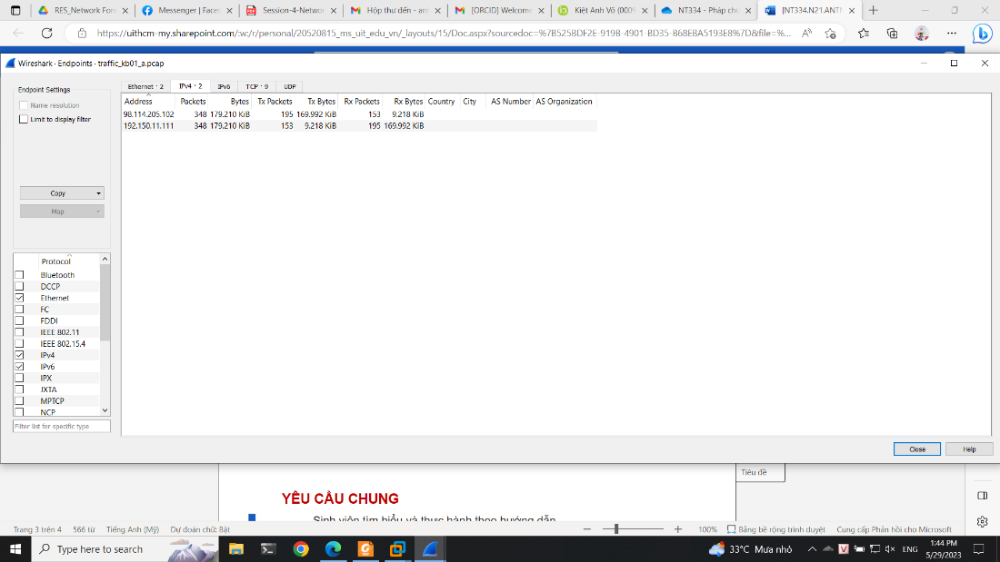 RES_Network Fore
Messenger | Face
Session-4-Netwo
Hộp thư đến - ant
[ORCID] Welcome
Kiệt Anh Võ (0009
NT334 - Pháp chứ
[NT334.N21.ANTN
https://uithcm-my.sharepoint.com/:w:/r/personal/20520815_ms_uit_edu_vn/_layouts/15/Doc.aspx?sourcedoc=%7B525BDF2E-919B-4901-BD35-B68EBA5193E8%7D&file=%...
Wireshark · Endpoints · traffic_kb01_a.pcap
Endpoint Settings
Name resolution
Limit to display filter
Copy
Map
Protocol
Bluetooth
DCCP
Ethernet
FC
FDDI
IEEE 802.11
IEEE 802.15.4
IPv4
IPv6
IPX
JXTA
MPTCP
NCP
Filter list for specific type
Ethernet · 2 IPv4 · 2 IPv6 TCP · 9 UDP
Address Packets Bytes Tx Packets Tx Bytes Rx Packets Rx Bytes Country City AS Number AS Organization
98.114.205.102 348 179.210 KiB 195 169.992 KiB 153 9.218 KiB
192.150.11.111 348 179.210 KiB 153 9.218 KiB 195 169.992 KiB
Close Help
Tiêu đề
YÊU CẦU CHUNG
Sinh viên tìm hiểu và thực hành theo hướng dẫn
Trang 3 trên 4 566 từ Tiếng Anh (Mỹ) Dự đoán chữ: Bật 100% Bằng bề rộng trình duyệt Cung cấp Phản hồi cho Microsoft
Type here to search
33°C Mưa nhỏ
ENG
1:44 PM
5/29/2023